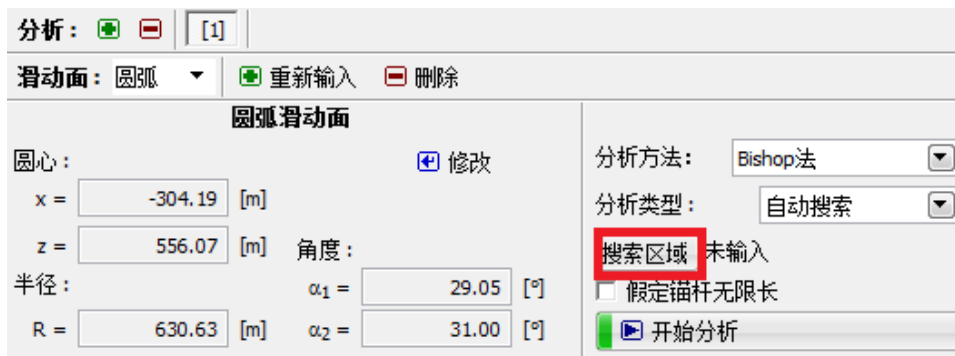 分析： [1]
滑动面：圆弧 重新输入 删除
圆弧滑动面
圆心： 修改
x = -304.19 [m]
z = 556.07 [m] 角度：
半径： α₁ = 29.05 [°]
R = 630.63 [m] α₂ = 31.00 [°]
分析方法： Bishop法
分析类型： 自动搜索
搜索区域 未输入
假定锚杆无限长
开始分析